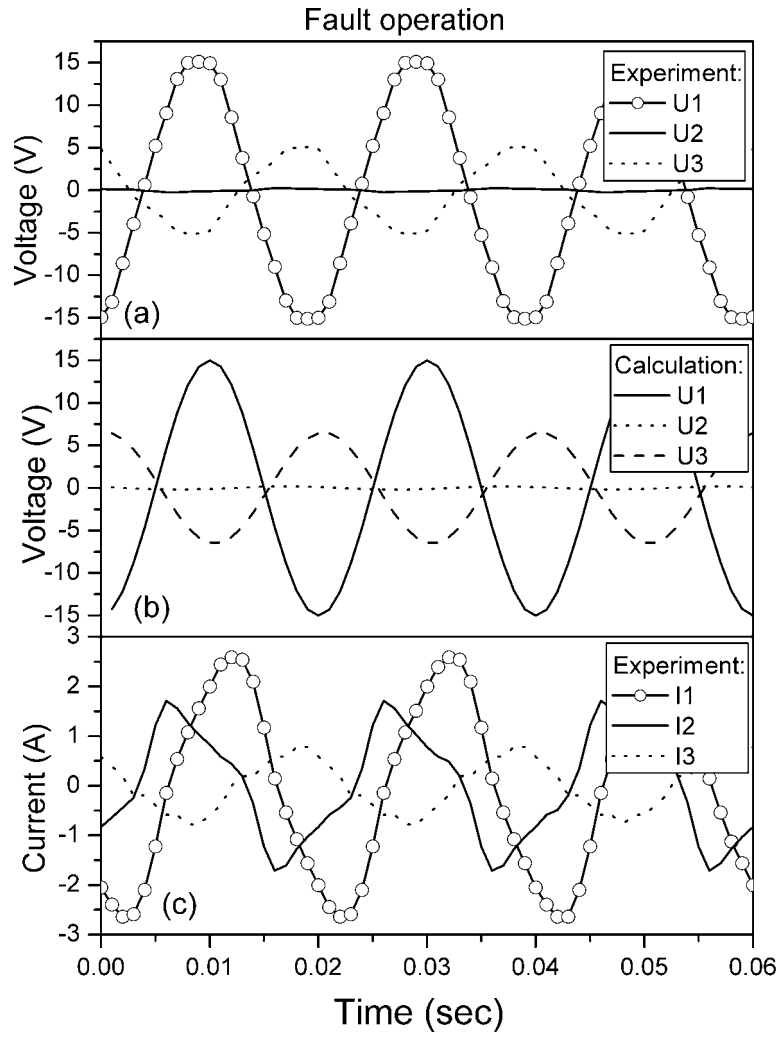 Fault operation
15
10
5
0
-5
-10
-15
Voltage (V)
(a)
Experiment:
U1
U2
U3
15
10
5
0
-5
-10
-15
Voltage (V)
(b)
Calculation:
U1
U2
U3
3
2
1
0
-1
-2
-3
Current (A)
(c)
Experiment:
I1
I2
I3
0.00 0.01 0.02 0.03 0.04 0.05 0.06
Time (sec)